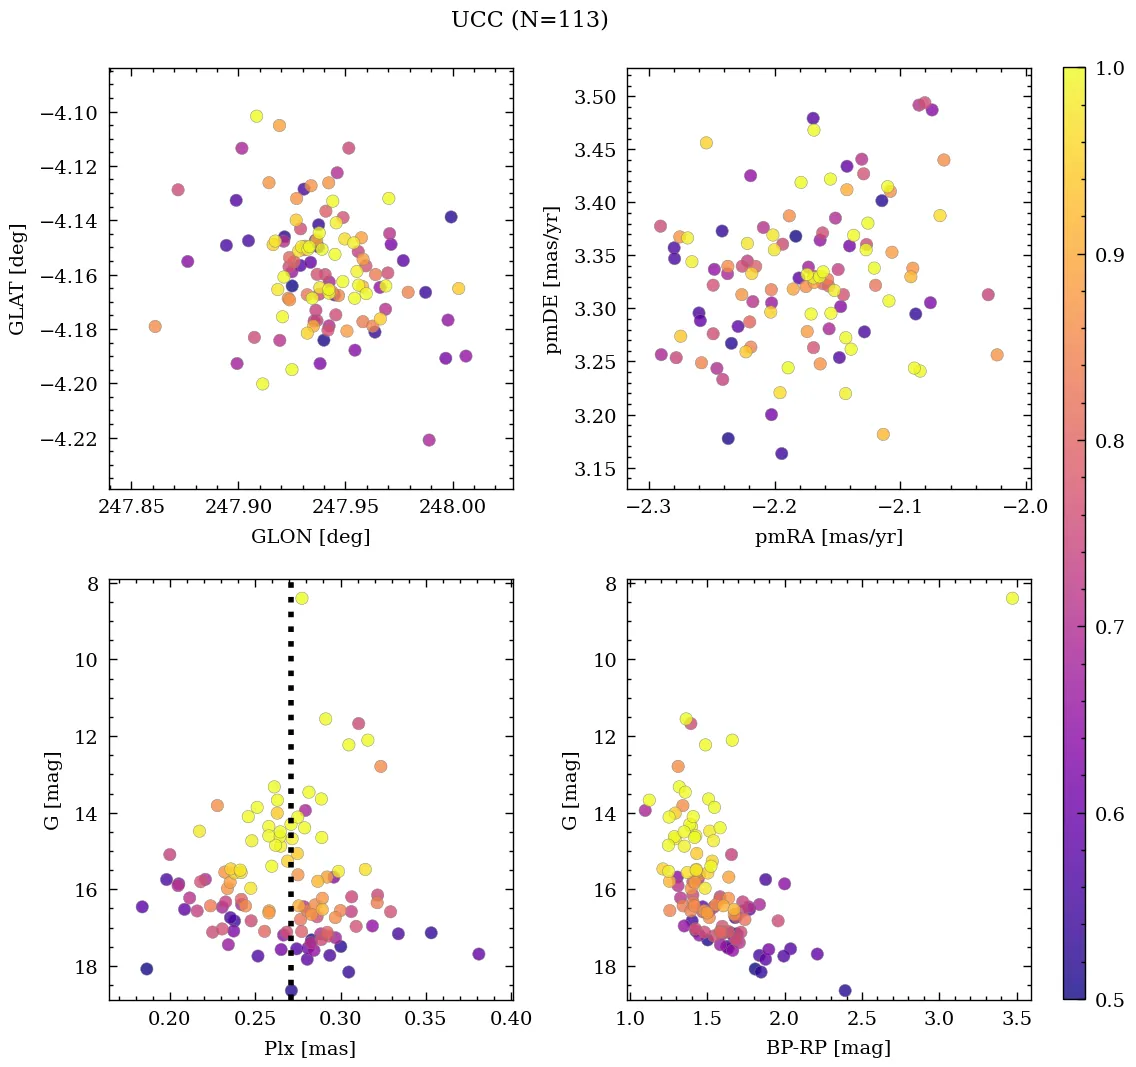 UCC (N=113)
−4.10
−4.12
−4.14
−4.16
−4.18
−4.20
−4.22
GLAT [deg]
247.85 247.90 247.95 248.00
GLON [deg]
3.50
3.45
3.40
3.35
3.30
3.25
3.20
3.15
pmDE [mas/yr]
−2.3 −2.2 −2.1 −2.0
pmRA [mas/yr]
8
10
12
14
16
18
G [mag]
0.20 0.25 0.30 0.35 0.40
Plx [mas]
10
12
14
16
18
8
G [mag]
1.0 1.5 2.0 2.5 3.0 3.5
BP-RP [mag]
1.0
0.9
0.8
0.7
0.6
0.5